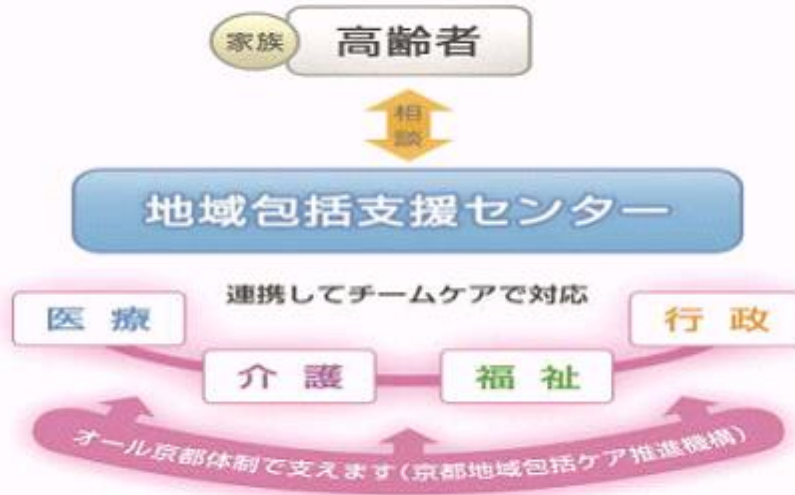 家族
高齢者
相談
地域包括支援センター
連携してチームケアで対応
医療
行政
介護
福祉
オール京都体制で支えます(京都地域包括ケア推進機構)